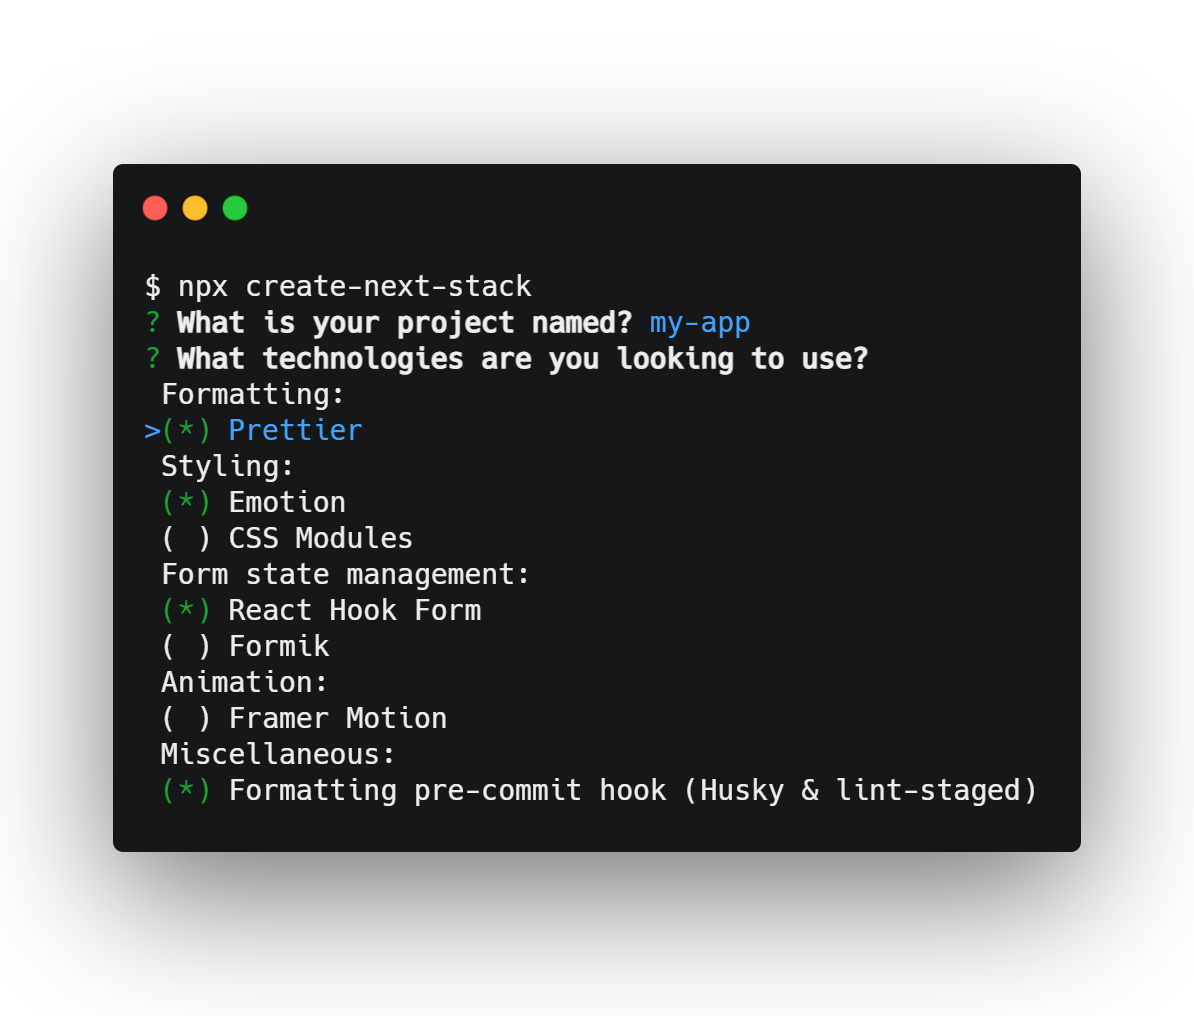 $ npx create-next-stack
? What is your project named? my-app
? What technologies are you looking to use?
Formatting:
>(*) Prettier
Styling:
(*) Emotion
( ) CSS Modules
Form state management:
(*) React Hook Form
( ) Formik
Animation:
( ) Framer Motion
Miscellaneous:
(*) Formatting pre-commit hook (Husky & lint-staged)